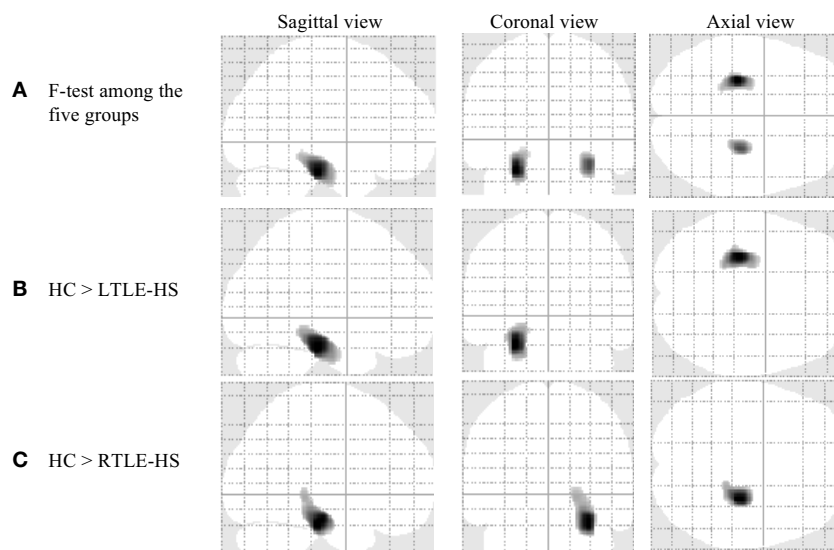 Sagittal view Coronal view Axial view
A F-test among the
five groups
B HC > LTLE-HS
C HC > RTLE-HS